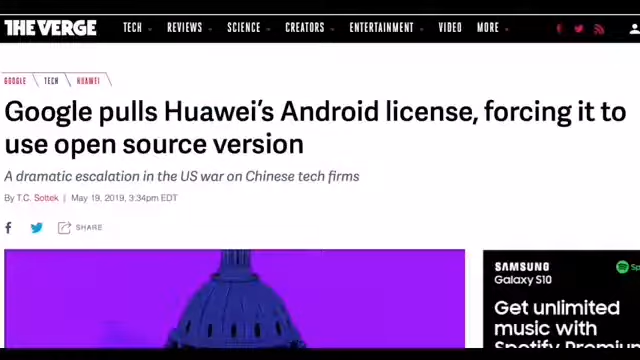 THE VERGE TECH REVIEWS SCIENCE CREATORS ENTERTAINMENT VIDEO MORE
GOOGLE TECH HUAWEI
Google pulls Huawei's Android license, forcing it to
use open source version
A dramatic escalation in the US war on Chinese tech firms
By T.C. Sottek | May 19, 2019, 3:34pm EDT
SHARE
SAMSUNG
Galaxy S10
Get unlimited
music with
Spotify Premium